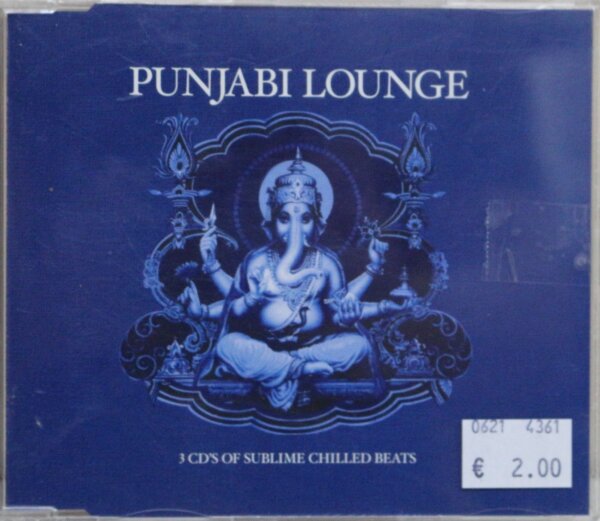 PUNJABI LOUNGE
3 CD'S OF SUBLIME CHILLED BEATS
0621 4361
€ 2.00